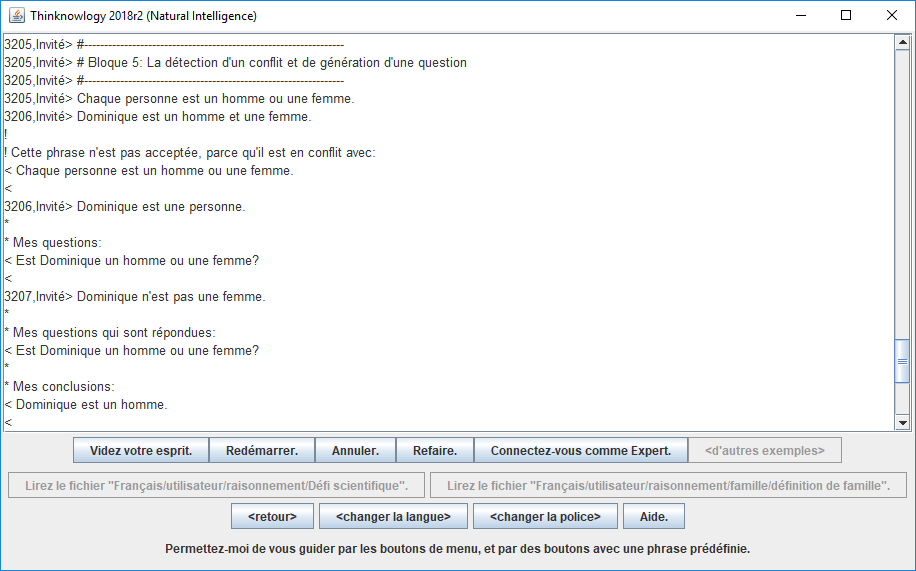 Thinknowlogy 2018r2 (Natural Intelligence)
3205,Invité> #-----------------------------------------------------------------
3205,Invité> # Bloque 5: La détection d'un conflit et de génération d'une question
3205,Invité> #-----------------------------------------------------------------
3205,Invité> Chaque personne est un homme ou une femme.
3206,Invité> Dominique est un homme et une femme.
!
! Cette phrase n'est pas acceptée, parce qu'il est en conflit avec:
< Chaque personne est un homme ou une femme.
<
3206,Invité> Dominique est une personne.
*
* Mes questions:
< Est Dominique un homme ou une femme?
<
3207,Invité> Dominique n'est pas une femme.
*
* Mes questions qui sont répondues:
< Est Dominique un homme ou une femme?
*
* Mes conclusions:
< Dominique est un homme.
<
Videz votre esprit. Redémarrer. Annuler. Refaire. Connectez-vous comme Expert. <d'autres exemples>
Lirez le fichier "Français/utilisateur/raisonnement/Défi scientifique". Lirez le fichier "Français/utilisateur/raisonnement/famille/définition de famille".
<retour> <changer la langue> <changer la police> Aide.
Permettez-moi de vous guider par les boutons de menu, et par des boutons avec une phrase prédéfinie.